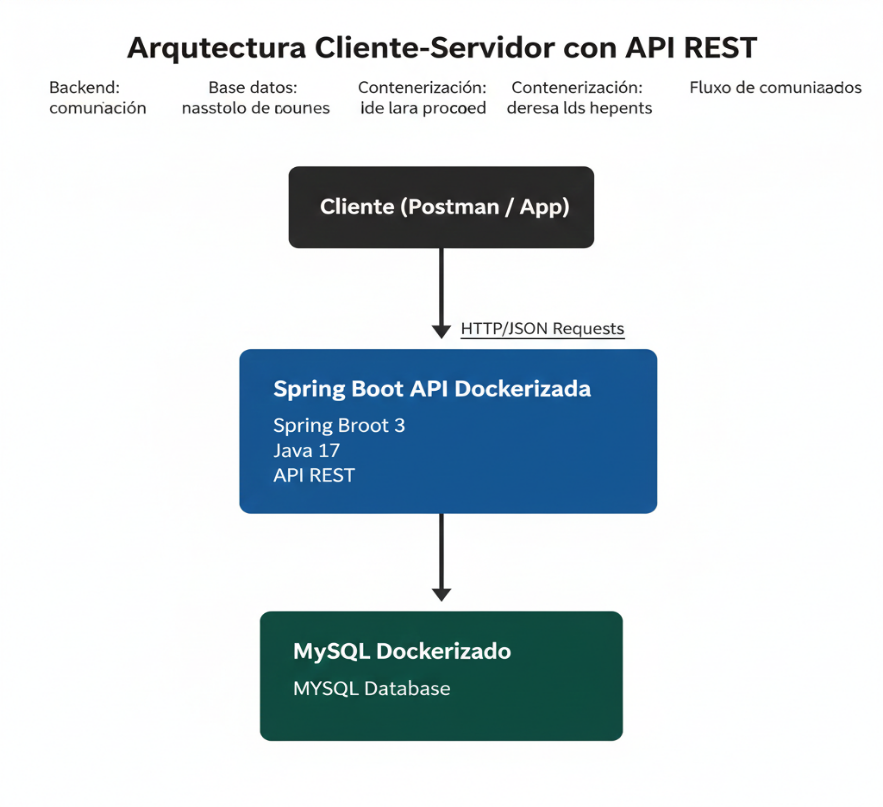 Arqutectura Cliente-Servidor con API REST
Backend:
comunación
Base datos:
nasstolo de pounes
Contenerización:
ide lara procoed
Contenerización:
deresa lds hepents
Fluxo de comuniaados
Cliente (Postman / App)
HTTP/JSON Requests
Spring Boot API Dockerizada
Spring Broot 3
Java 17
API REST
MySQL Dockerizado
MYSQL Database